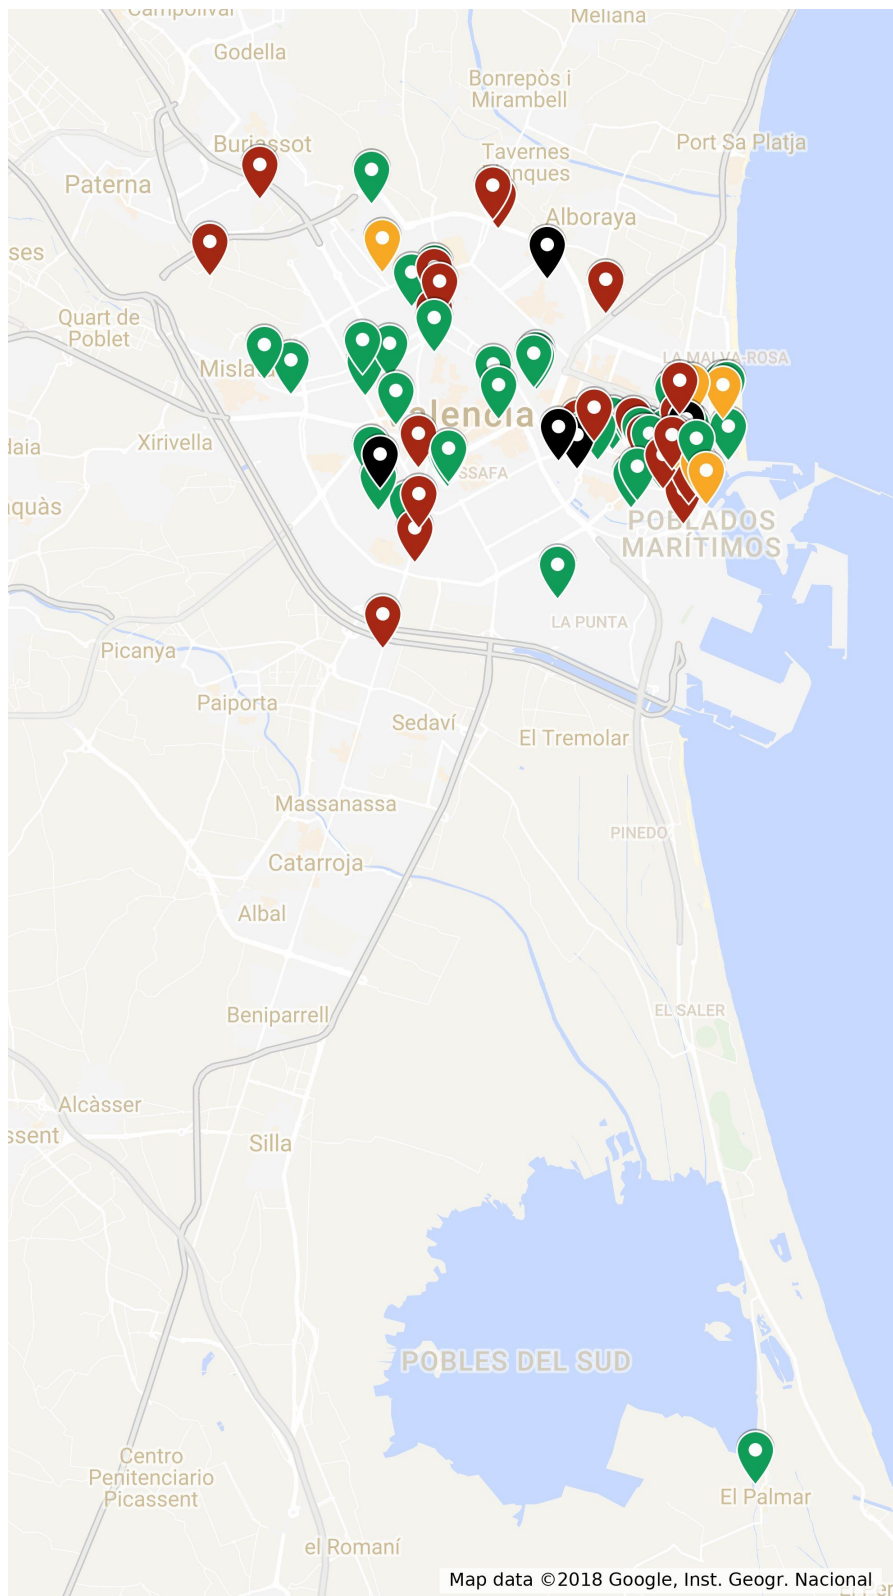 Meliana
Godella
Bonrepòs i
Mirambell
Port Sa Platja
Burjassot
Tavernes
Paterna
Alboraya
Quart de
Poblet
LA MALVA-ROSA
Xirivella
POBLADOS
MARÍTIMOS
LA PUNTA
Picanya
Paiporta
Sedaví
El Tremolar
Massanassa
PINEDO
Catarroja
Albal
EL SALER
Beniparrell
Alcàsser
Silla
POBLES DEL SUD
Centro
Penitenciario
Picassent
El Palmar
el Romaní
Map data ©2018 Google, Inst. Geogr. Nacional